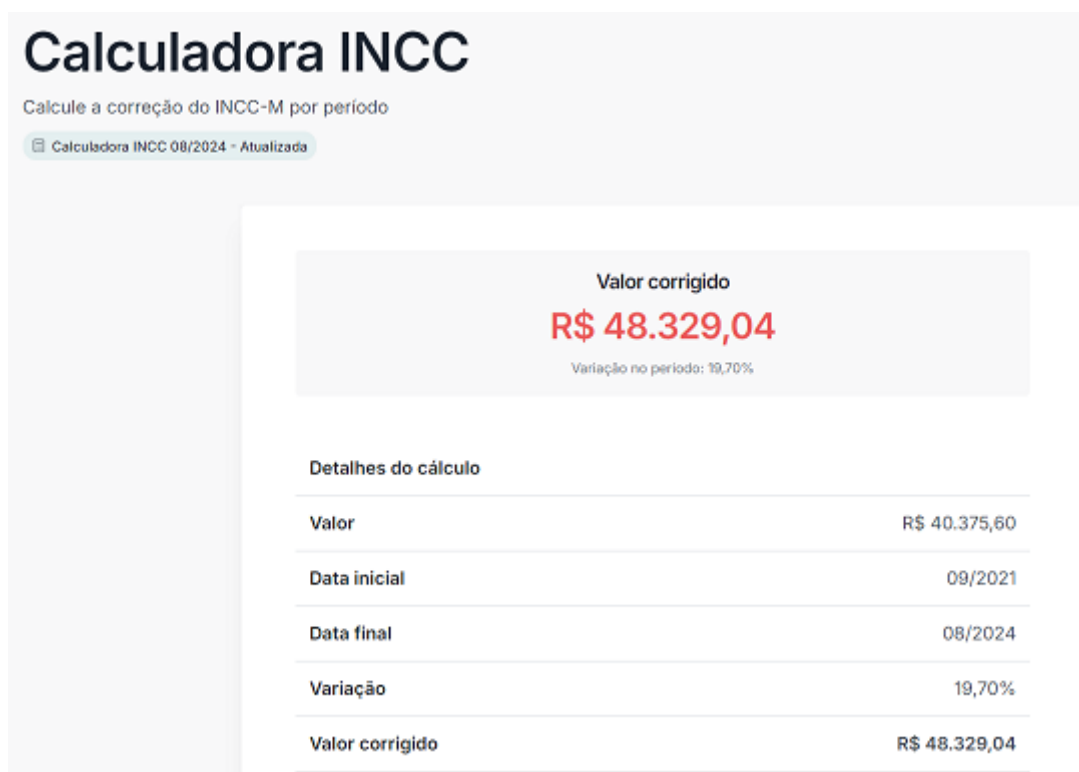 Calculadora INCC
Calcule a correção do INCC-M por período
Calculadora INCC 08/2024 - Atualizada
Valor corrigido
R$ 48.329,04
Variação no período: 19,70%
Detalhes do cálculo
Valor R$ 40.375,60
Data inicial 09/2021
Data final 08/2024
Variação 19,70%
Valor corrigido R$ 48.329,04